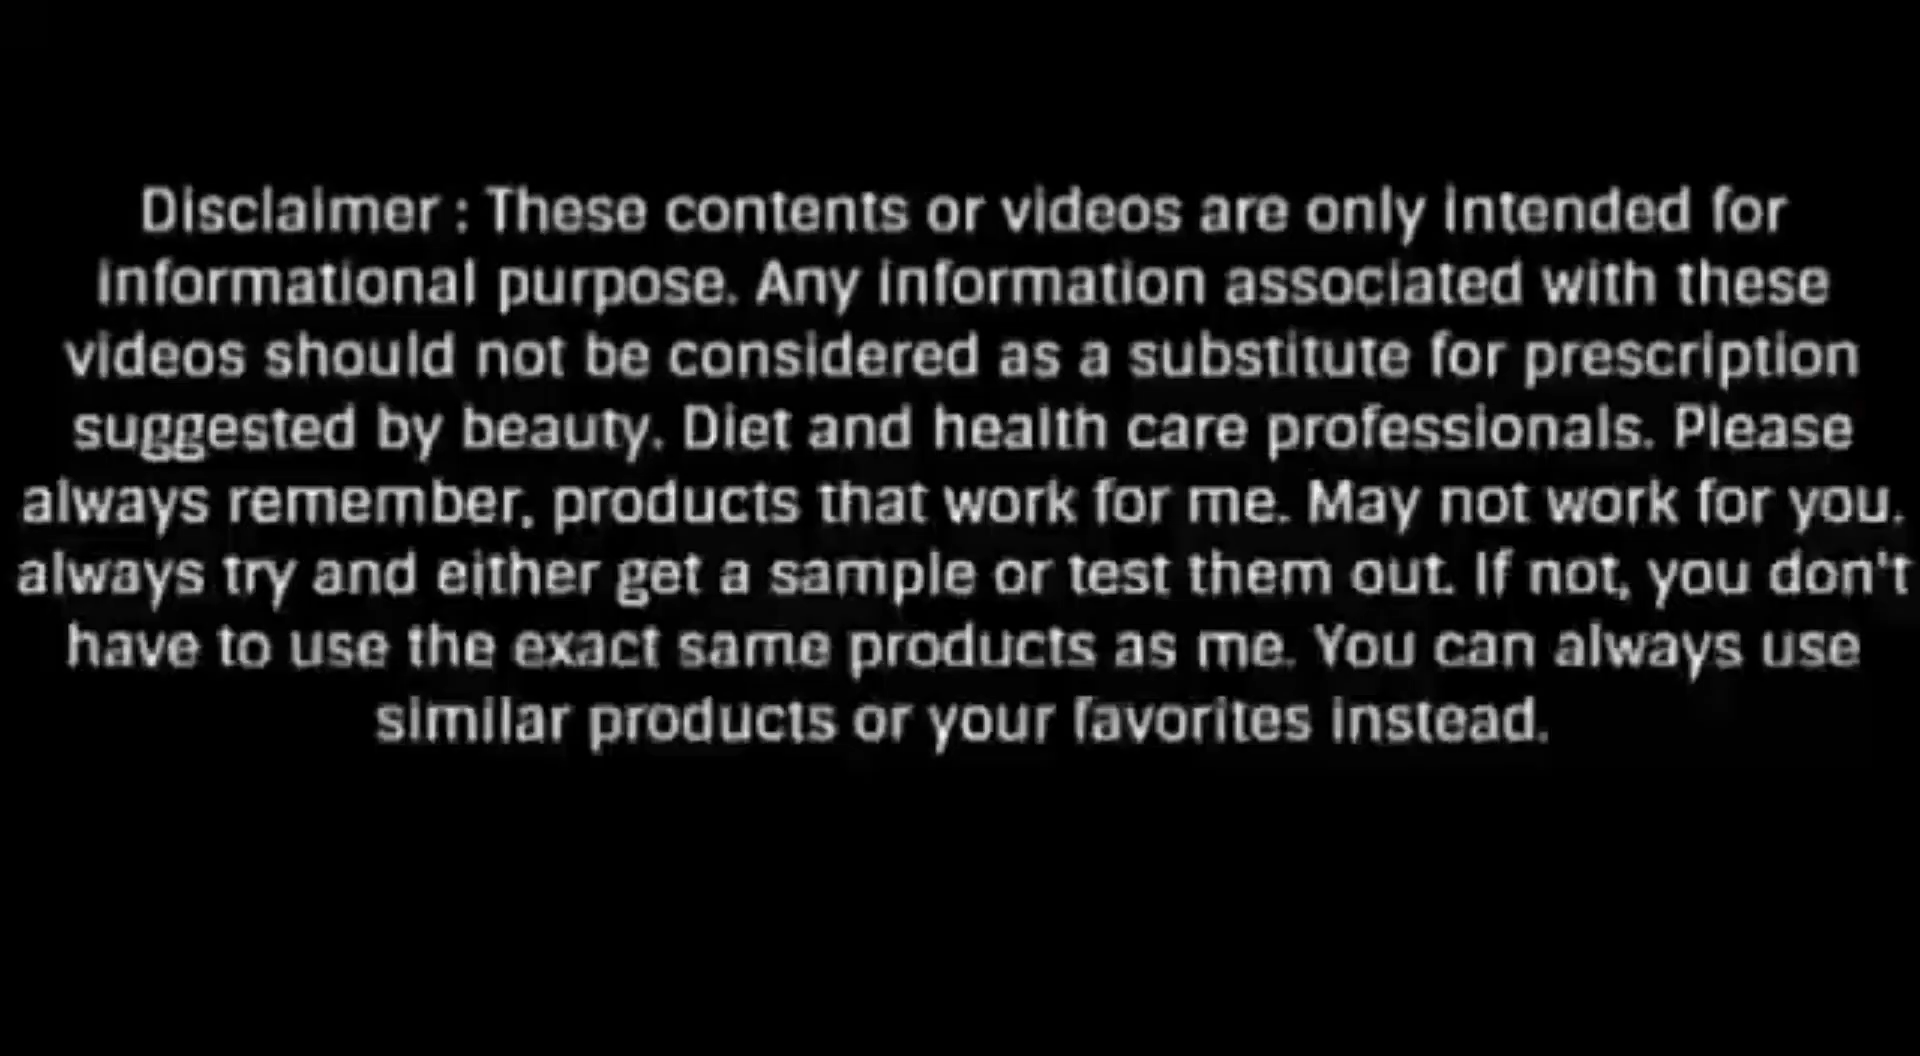 Disclaimer : These contents or videos are only intended for
informational purpose. Any information associated with these
videos should not be considered as a substitute for prescription
suggested by beauty. Diet and health care professionals. Please
always remember, products that work for me. May not work for you.
always try and either get a sample or test them out. If not, you don't
have to use the exact same products as me. You can always use
similar products or your favorites instead.